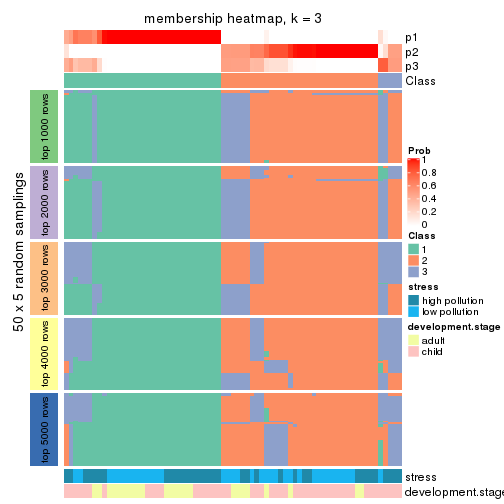 membership heatmap, k = 3
p1
p2
p3
Class
50 x 5 random samplings
top 1000 rows
top 2000 rows
top 3000 rows
top 4000 rows
top 5000 rows
stress
development.stage
Prob
1
0.8
0.6
0.4
0.2
0
Class
1
2
3
stress
high pollution
low pollution
development.stage
adult
child